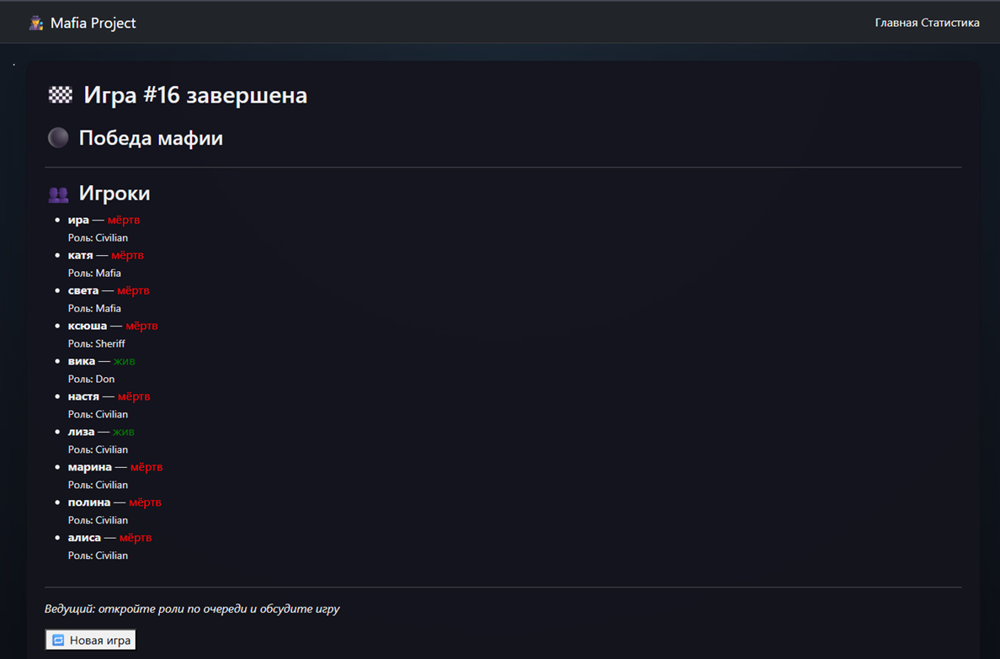 Mafia Project
Главная Статистика
.
Игра #16 завершена
Победа мафии
Игроки
ира — мёртв
Роль: Civilian
катя — мёртв
Роль: Mafia
света — мёртв
Роль: Mafia
ксюша — мёртв
Роль: Sheriff
вика — жив
Роль: Don
настя — мёртв
Роль: Civilian
лиза — жив
Роль: Civilian
марина — мёртв
Роль: Civilian
полина — мёртв
Роль: Civilian
алиса — мёртв
Роль: Civilian
Ведущий: откройте роли по очереди и обсудите игру
Новая игра